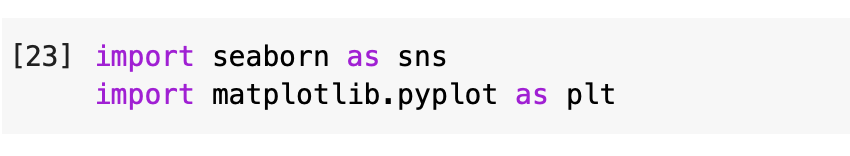 [23] import seaborn as sns
import matplotlib.pyplot as plt